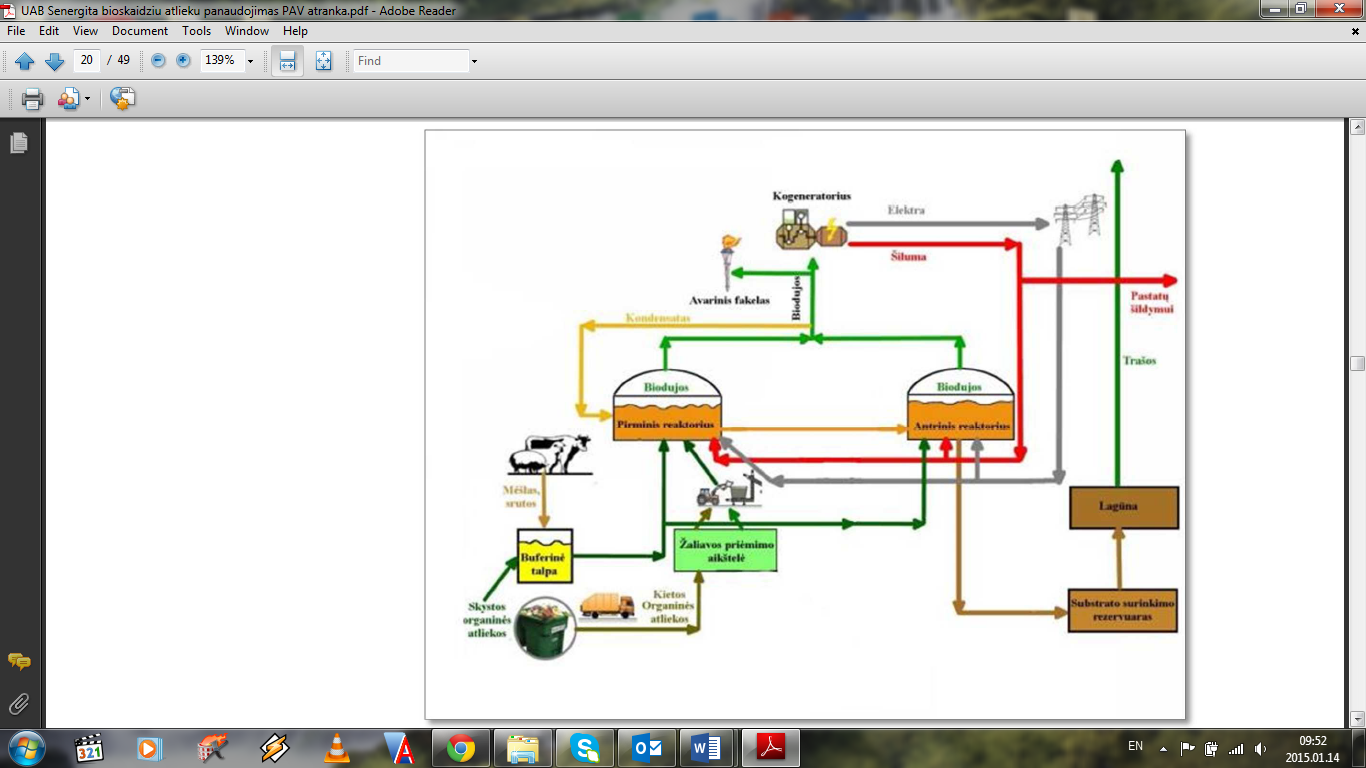 UAB Senergita bioskaidziu atlieku panaudojimas PAV atranka.pdf - Adobe Reader
File Edit View Document Tools Window Help
20 / 49 139% Find
Kogeneratorius
Elektra
Šiluma
Avarinis fakelas
Biodujos
Pastatų
šildymui
Kondensatas
Trąšos
Biodujos
Biodujos
Pirminis reaktorius
Antrinis reaktorius
Mėšlas,
srutos
Lagūna
Buferinė
talpa
Žaliavos priėmimo
aikštelė
Skystos
organinės
atliekos
Kietos
Organinės
atliekos
Substrato surinkimo
rezervuaras
321
EN
09:52
2015.01.14